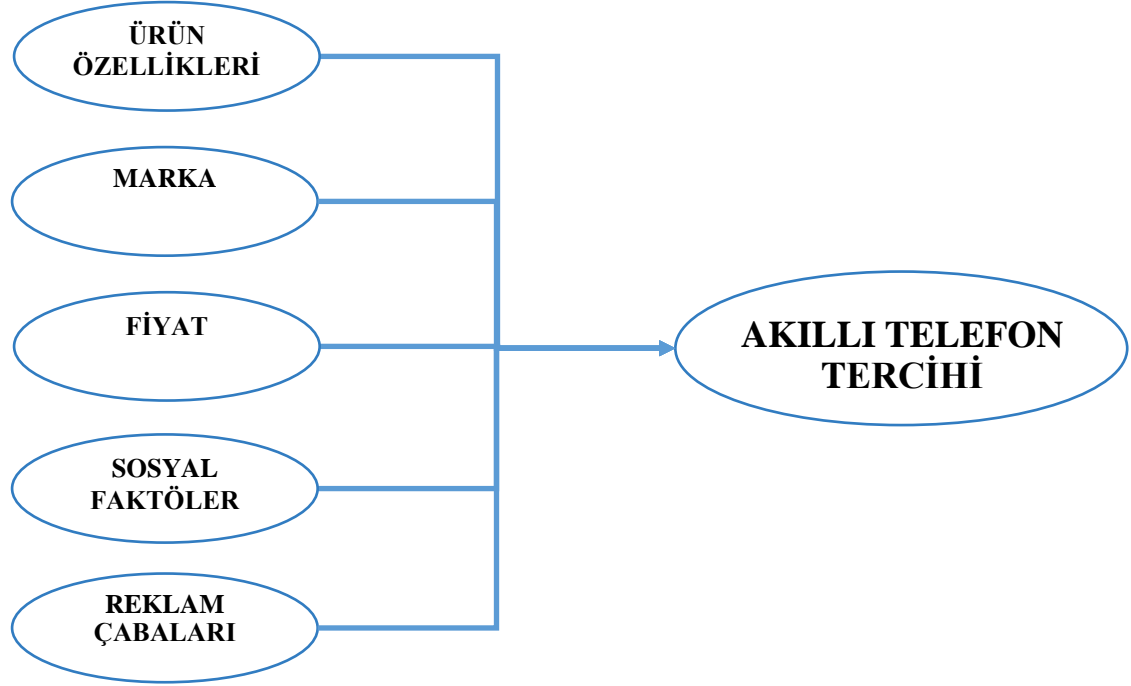 ÜRÜN
ÖZELLİKLERİ
MARKA
FİYAT
SOSYAL
FAKTÖLER
REKLAM
ÇABALARI
AKILLI TELEFON
TERCİHİ